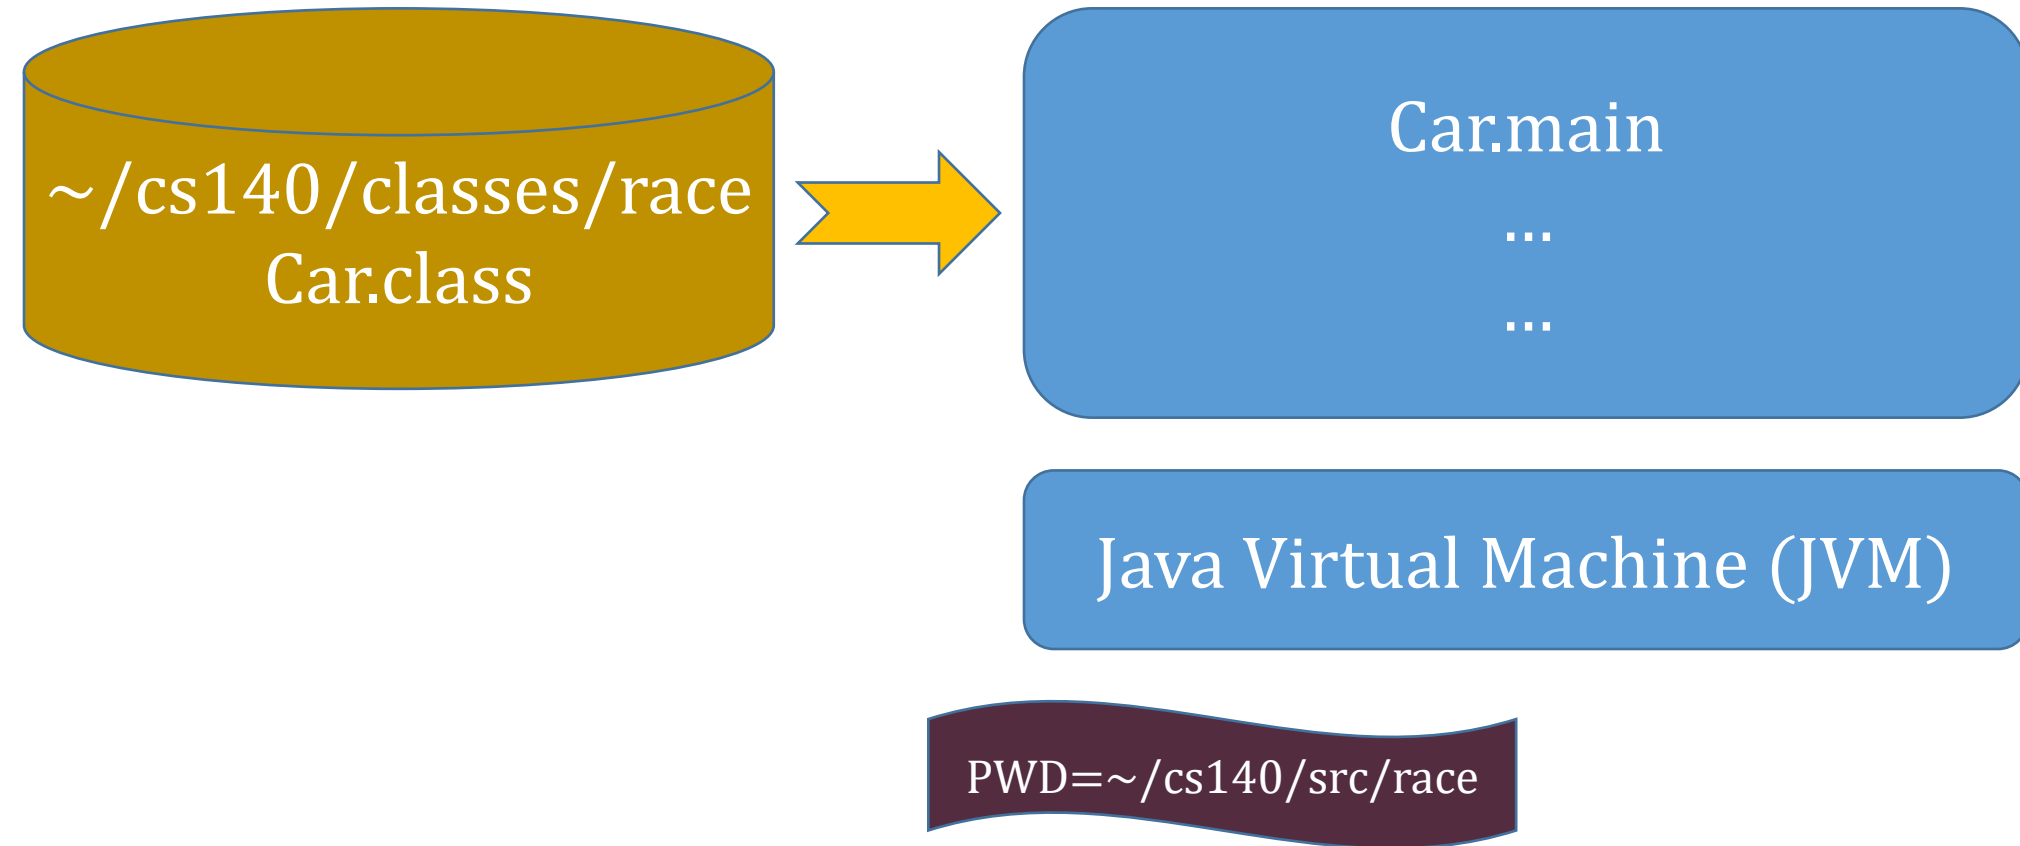 ~/cs140/classes/race
Car.class
Car.main
...
...
Java Virtual Machine (JVM)
PWD=~/cs140/src/race